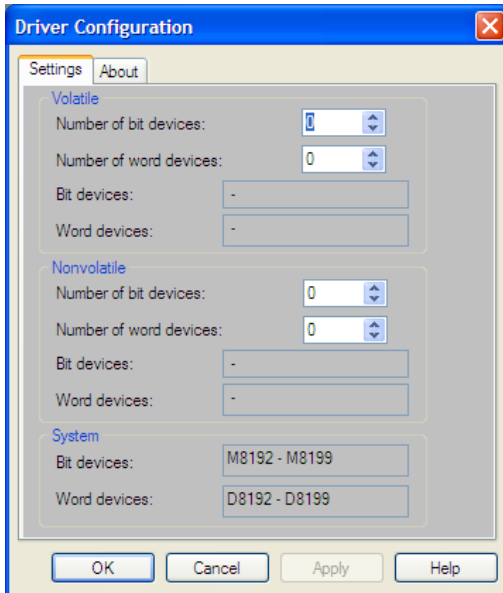 Driver Configuration
Settings About
Volatile
Number of bit devices: 0
Number of word devices: 0
Bit devices: -
Word devices: -
Nonvolatile
Number of bit devices: 0
Number of word devices: 0
Bit devices: -
Word devices: -
System
Bit devices: M8192 - M8199
Word devices: D8192 - D8199
OK Cancel Apply Help